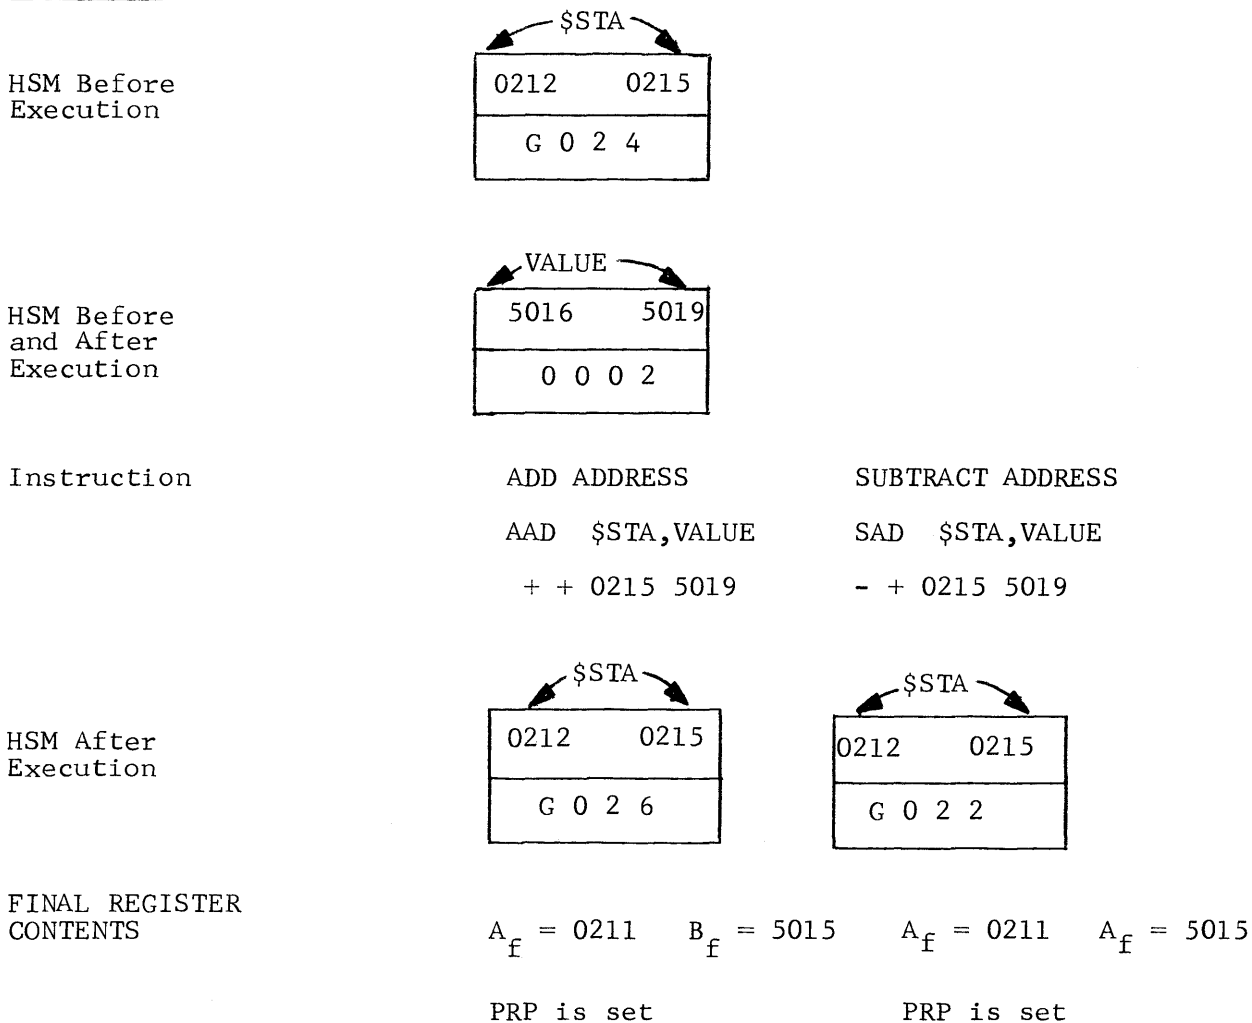 $STA
HSM Before
Execution
0212 0215
G 0 2 4
VALUE
HSM Before
and After
Execution
5016 5019
0 0 0 2
Instruction
ADD ADDRESS SUBTRACT ADDRESS
AAD $STA,VALUE SAD $STA,VALUE
+ + 0215 5019 - + 0215 5019
$STA $STA
HSM After
Execution
0212 0215 0212 0215
G 0 2 6 G 0 2 2
FINAL REGISTER
CONTENTS
A_f = 0211 B_f = 5015 A_f = 0211 A_f = 5015
PRP is set PRP is set